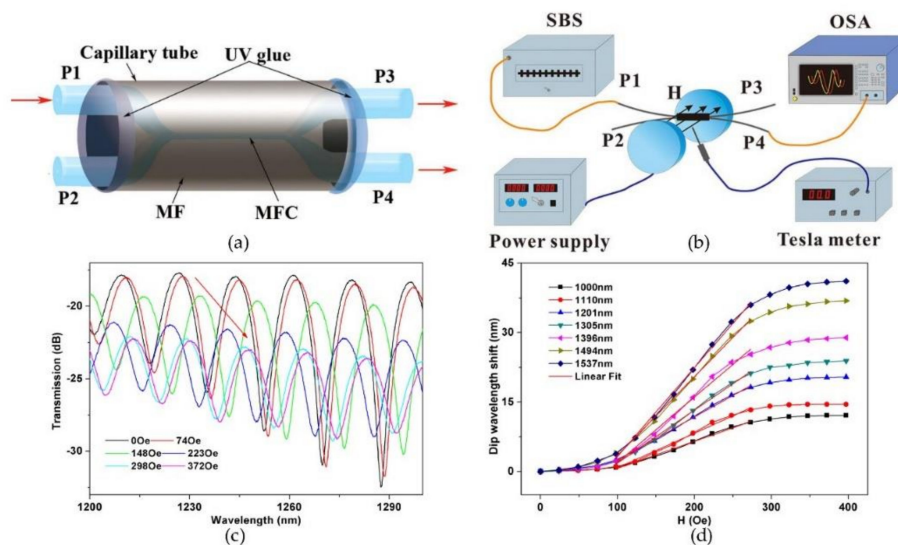 Capillary tube
UV glue
P1
P3
P2
P4
MF
MFC
(a)
SBS
OSA
P1
H
P3
P2
P4
Power supply
Tesla meter
(b)
Transmission (dB)
-20
-25
-30
0Oe 74Oe
148Oe 223Oe
298Oe 372Oe
1200 1230 1260 1290
Wavelength (nm)
(c)
Dip wavelength shift (nm)
45
30
15
0
1000nm
1110nm
1201nm
1305nm
1396nm
1494nm
1537nm
Linear Fit
0 100 200 300 400
H (Oe)
(d)